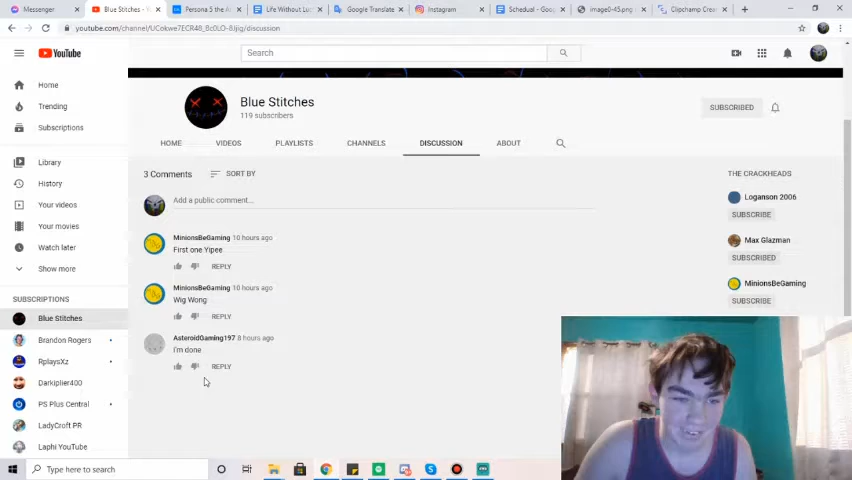 Messenger
Blue Stitches - Y
Persona 5 the A
Life Without Lu
Google Translate
Instagram
Schedual - Goog
image0-45.png
Clipchamp Crea
youtube.com/channel/
/discussion
YouTube
Search
Home
Trending
Subscriptions
Library
History
Your videos
Your movies
Watch later
Show more
SUBSCRIPTIONS
Blue Stitches
Brandon Rogers
RplaysXz
Darkiplier400
PS Plus Central
LadyCroft PR
Laphi YouTube
Blue Stitches
119 subscribers
SUBSCRIBED
HOME
VIDEOS
PLAYLISTS
CHANNELS
DISCUSSION
ABOUT
3 Comments
SORT BY
Add a public comment...
MinionsBeGaming 10 hours ago
First one Yipee
REPLY
MinionsBeGaming 10 hours ago
Wig Wong
REPLY
AsteroidGaming197 8 hours ago
I'm done
REPLY
THE CRACKHEADS
Loganson 2006
SUBSCRIBE
Max Glazman
SUBSCRIBED
MinionsBeGaming
SUBSCRIBE
Type here to search